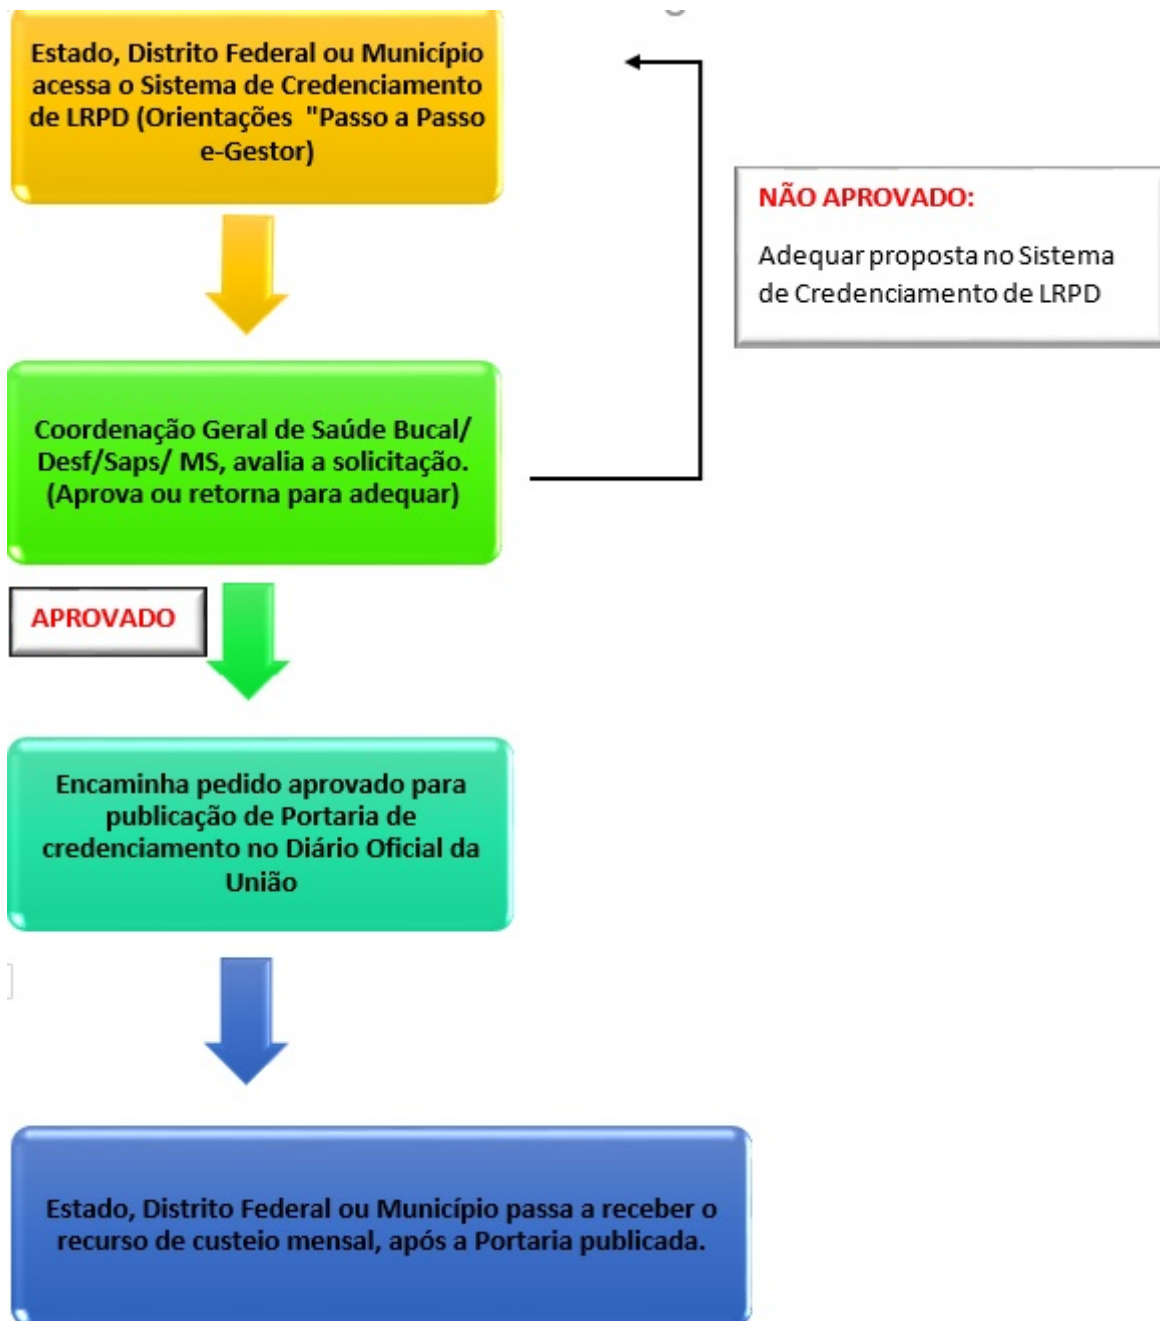 Estado, Distrito Federal ou Município
acessa o Sistema de Credenciamento
de LRPD (Orientações "Passo a Passo
e-Gestor)
NÃO APROVADO:
Adequar proposta no Sistema
de Credenciamento de LRPD
Coordenação Geral de Saúde Bucal/
Desf/Saps/ MS, avalia a solicitação.
(Aprova ou retorna para adequar)
APROVADO
Encaminha pedido aprovado para
publicação de Portaria de
credenciamento no Diário Oficial da
União
Estado, Distrito Federal ou Município passa a receber o
recurso de custeio mensal, após a Portaria publicada.